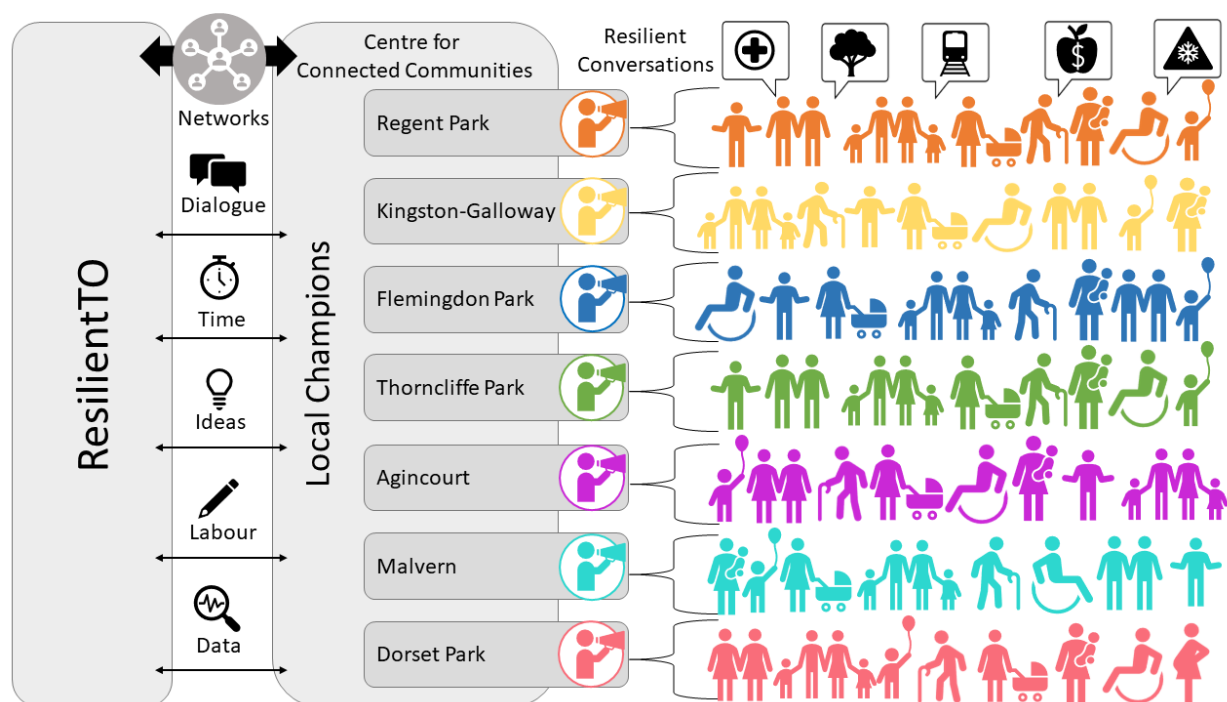 ResilientTO
Networks
Dialogue
Time
Ideas
Labour
Data
Local Champions
Centre for
Connected Communities
Regent Park
Kingston-Galloway
Flemingdon Park
Thorncliffe Park
Agincourt
Malvern
Dorset Park
Resilient
Conversations
$